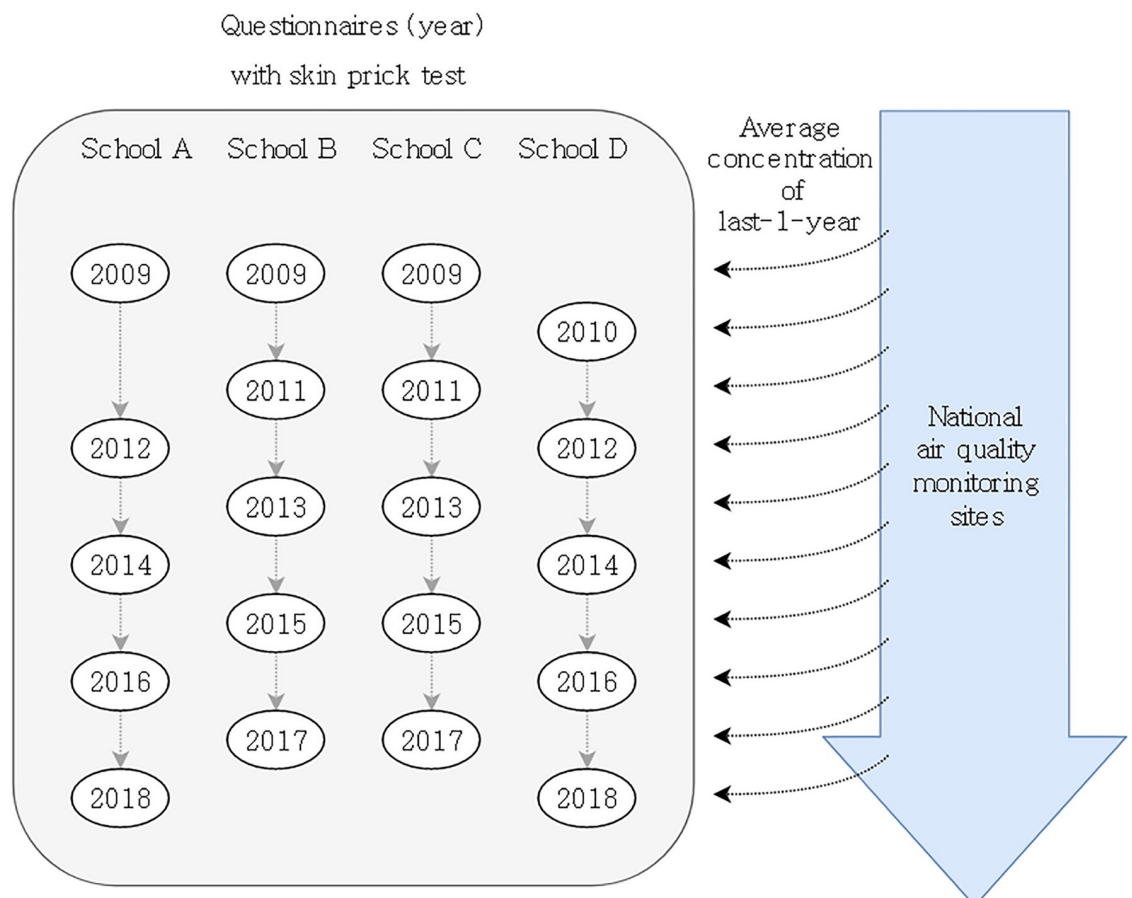 Questionnaires (year)
with skin prick test
School A School B School C School D
Average
concentration
of
last-1-year
2009 2009 2009
2010
2011 2011
2012 2012
2013 2013
2014 2014
2015 2015
2016 2016
2017 2017
2018 2018
National
air quality
monitoring
sites